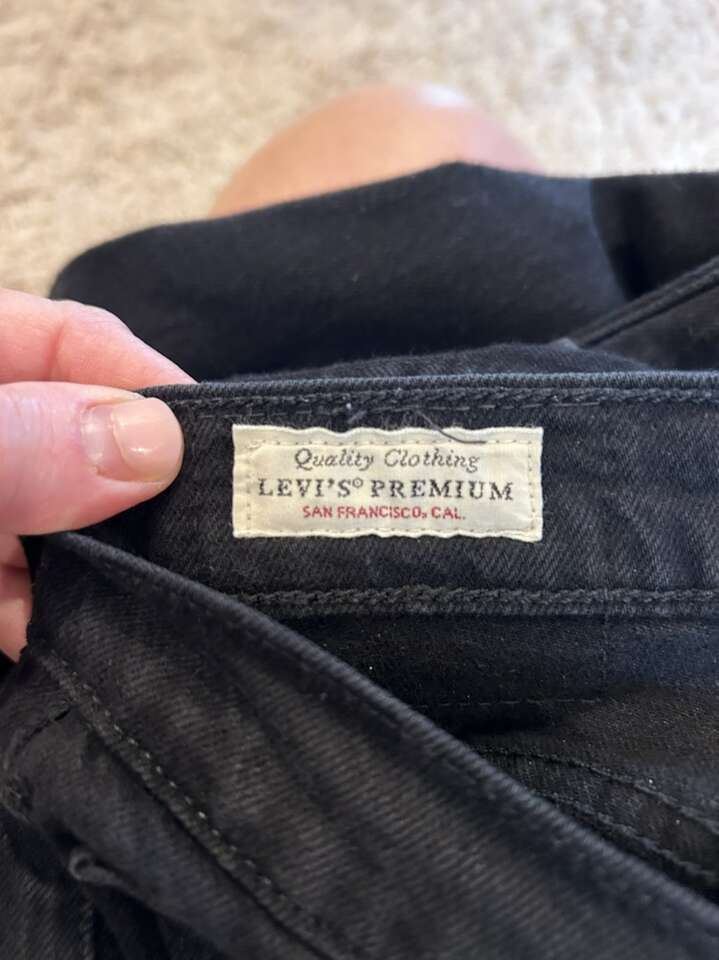 Quality Clothing
LEVI'S® PREMIUM
SAN FRANCISCO, CAL.